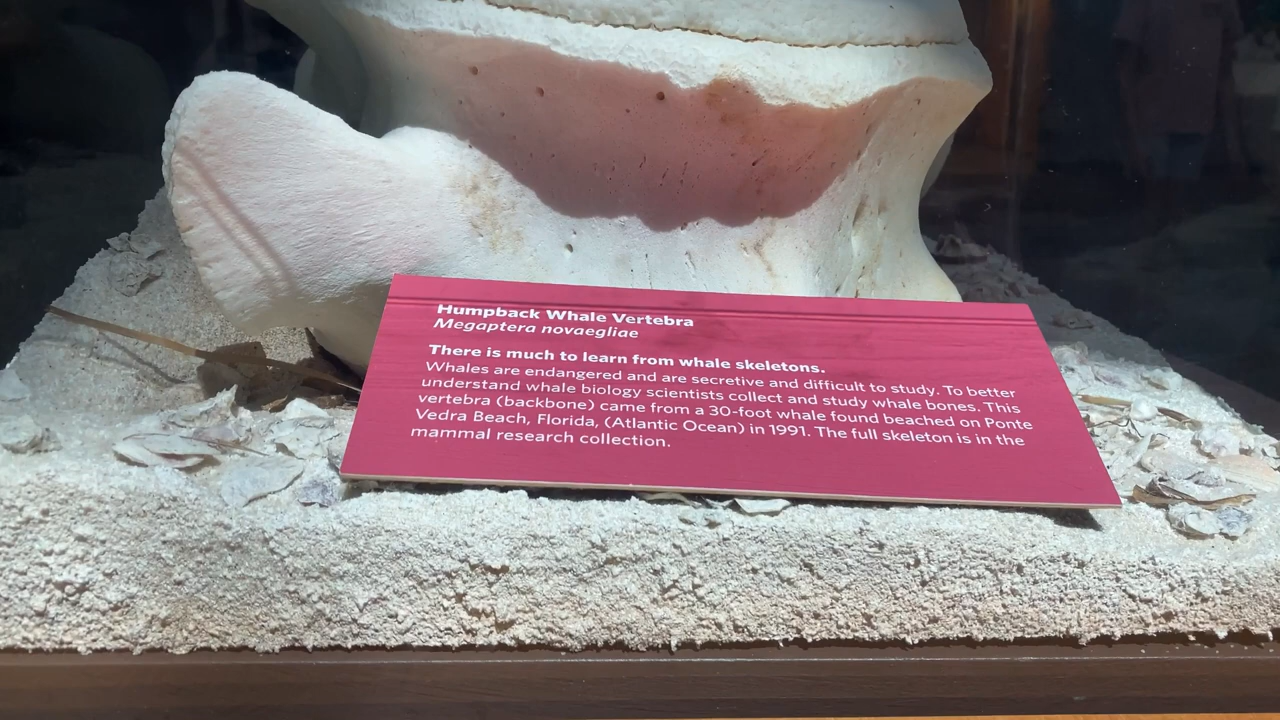 Humpback Whale Vertebra
Megaptera novaegliae
There is much to learn from whale skeletons.
Whales are endangered and are secretive and difficult to study. To better
understand whale biology scientists collect and study whale bones. This
vertebra (backbone) came from a 30-foot whale found beached on Ponte
Vedra Beach, Florida, (Atlantic Ocean) in 1991. The full skeleton is in the
mammal research collection.